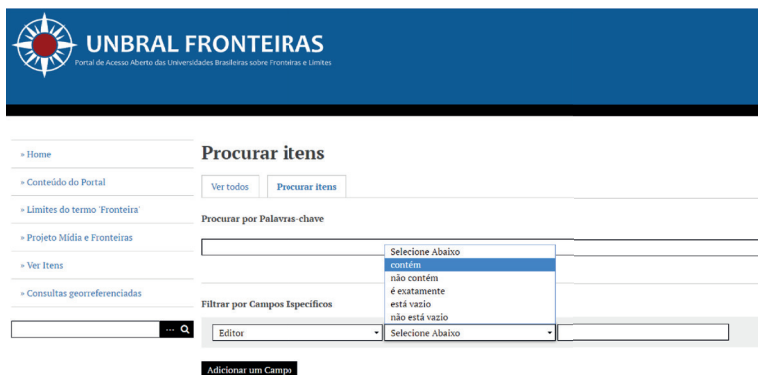 UNBRAL FRONTEIRAS
Portal de Acesso Aberto das Universidades Brasileiras sobre Fronteiras e Limites
» Home
» Conteúdo do Portal
» Limites do termo 'Fronteira'
» Projeto Mídia e Fronteiras
» Ver Itens
» Consultas georreferenciadas
...
Procurar itens
Ver todos
Procurar itens
Procurar por Palavras-chave
Selecione Abaixo
contém
não contém
é exatamente
está vazio
não está vazio
Filtrar por Campos Específicos
Editor
Selecione Abaixo
Adicionar um Campo